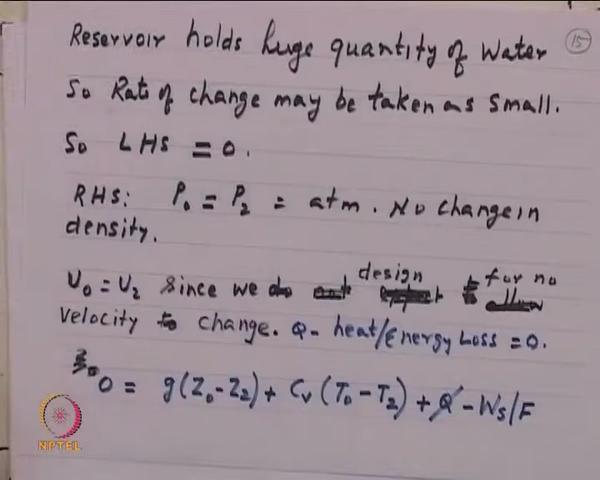 Reservoir holds huge quantity of Water
15
So Rate of change may be taken as small.
So LHS = 0.
RHS: P₀ = P₂ = atm. No change in
density.
U₀ = U₂ since we design for no
velocity to change. Q- heat/Energy Loss = 0.
So 0 = g(Z₀-Z₂) + Cv (T₀-T₂) + Q - Ws/F
NPTEL